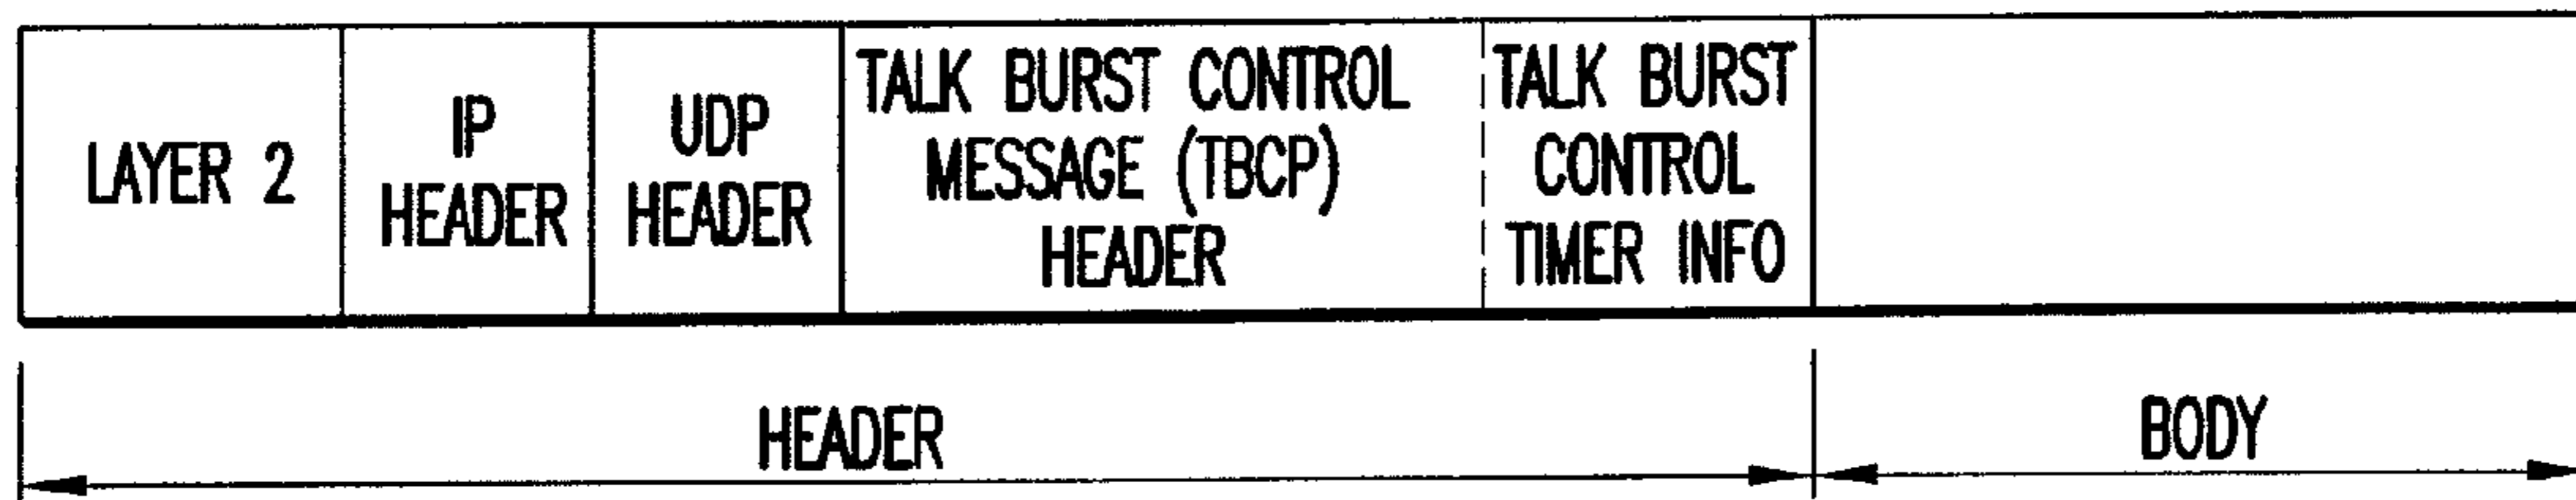 LAYER 2
IP
HEADER
UDP
HEADER
TALK BURST CONTROL
MESSAGE (TBCP)
HEADER
TALK BURST
CONTROL
TIMER INFO
HEADER
BODY